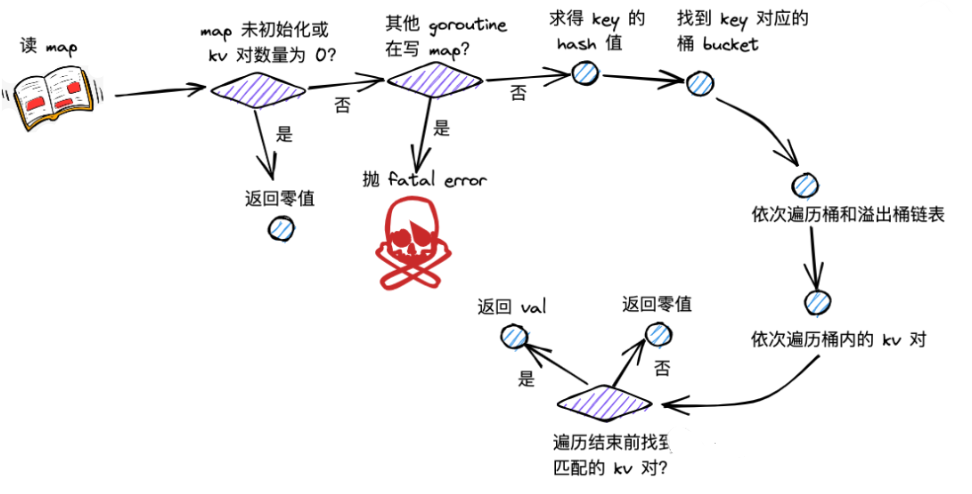 读 map
map 未初始化或
kv 对数量为 0?
其他 goroutine
在写 map?
求得 key 的
hash 值
找到 key 对应的
桶 bucket
否
否
是
是
返回零值
抛 fatal error
依次遍历桶和溢出桶链表
依次遍历桶内的 kv 对
返回 val
返回零值
是
否
遍历结束前找到
匹配的 kv 对?